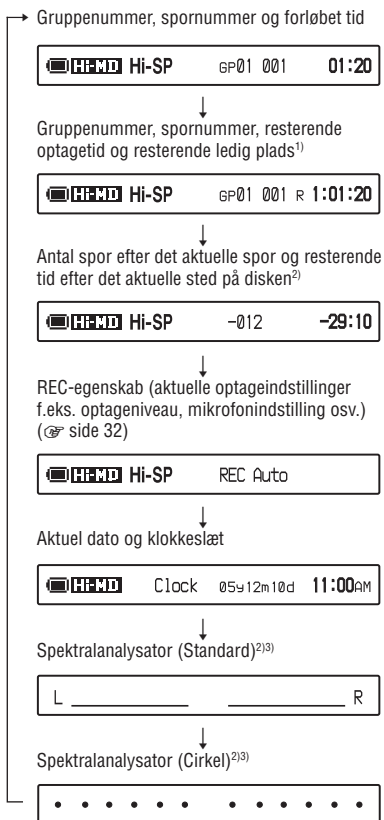 Gruppenummer, spornummer og forløbet tid
Hi-MD Hi-SP GP01 001 01:20
Gruppenummer, spornummer, resterende
optagetid og resterende ledig plads1)
Hi-MD Hi-SP GP01 001 R 1:01:20
Antal spor efter det aktuelle spor og resterende
tid efter det aktuelle sted på disken2)
Hi-MD Hi-SP -012 -29:10
REC-egenskab (aktuelle optageindstillinger
f.eks. optageniveau, mikrofonindstilling osv.)
(☞ side 32)
Hi-MD Hi-SP REC Auto
Aktuel dato og klokkeslæt
Hi-MD Clock 05y12m10d 11:00AM
Spektralanalysator (Standard)2)3)
L R
Spektralanalysator (Cirkel)2)3)